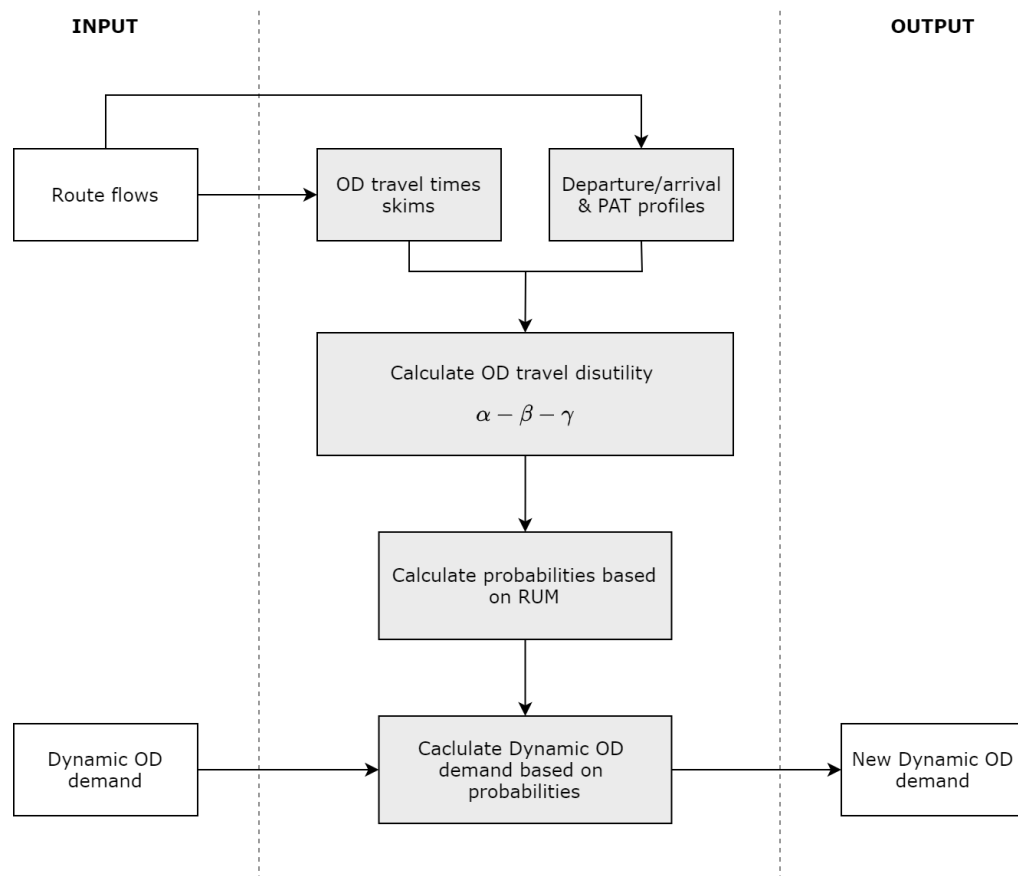 INPUT
OUTPUT
Route flows
OD travel times
skims
Departure/arrival
& PAT profiles
Calculate OD travel disutility
α − β − γ
Calculate probabilities based
on RUM
Dynamic OD
demand
Caclulate Dynamic OD
demand based on
probabilities
New Dynamic OD
demand